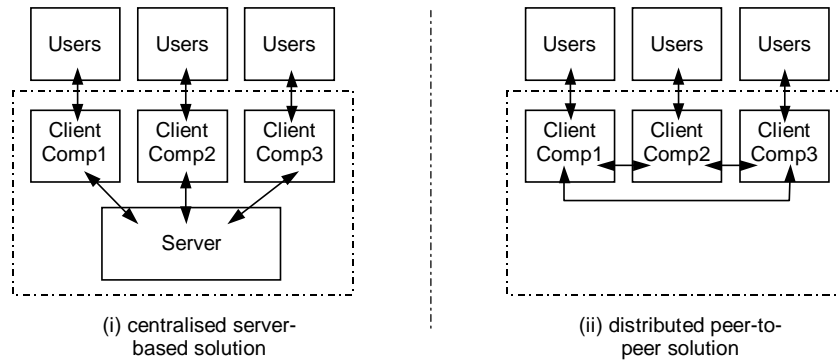 Users Users Users Users Users Users
Client Client Client Client Client Client
Comp1 Comp2 Comp3 Comp1 Comp2 Comp3
Server
(i) centralised server- (ii) distributed peer-to-
based solution peer solution